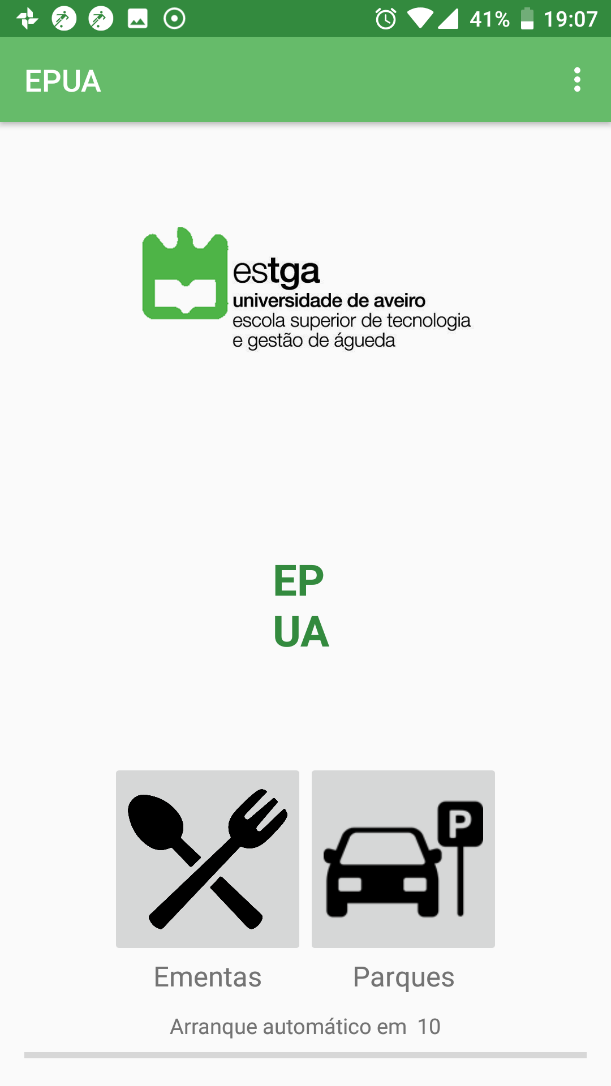 41% 19:07
EPUA
estga
universidade de aveiro
escola superior de tecnologia
e gestão de águeda
EP
UA
P
Ementas Parques
Arranque automático em 10